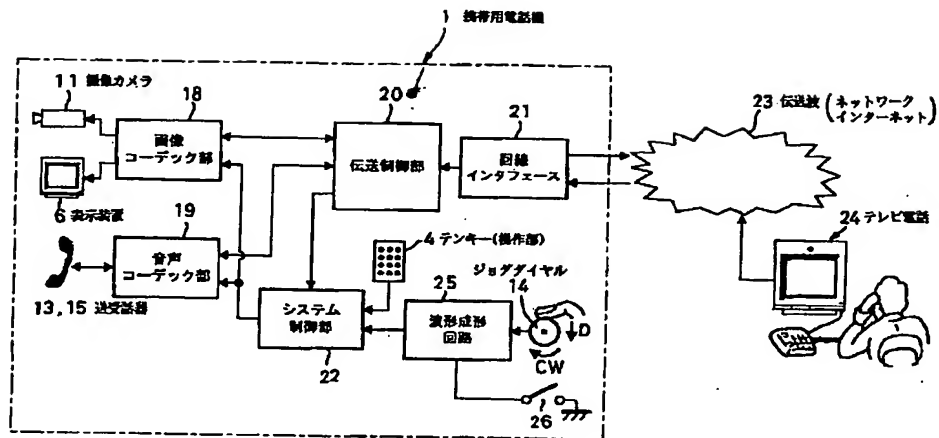 1 携帯用電話機
11 撮像カメラ
18
画像
コーデック部
20
伝送制御部
21
回線
インタフェース
23 伝送波(ネットワーク
インターネット)
6 表示装置
19
音声
コーデック部
4 テンキー(操作部)
24 テレビ電話
13,15 送受話器
システム
制御部
22
25
波形成形
回路
ジョグダイヤル
14
D
CW
26